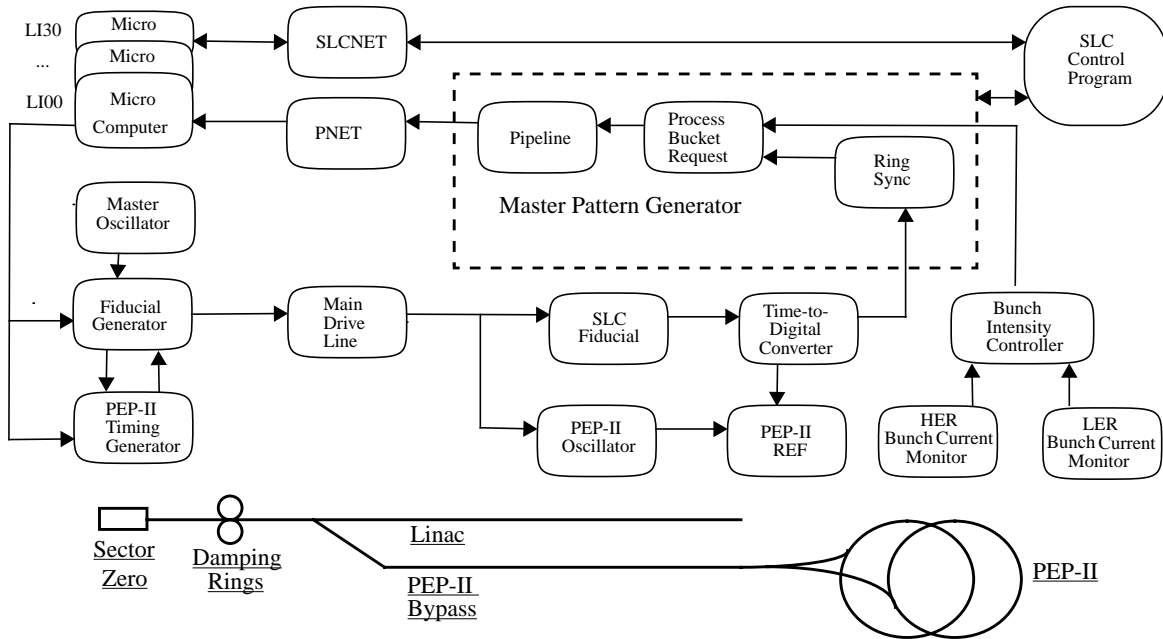 LI30
Micro
...
Micro
LI00
Micro
Computer
SLCNET
SLC
Control
Program
PNET
Pipeline
Process
Bucket
Request
Ring
Sync
Master Pattern Generator
Master
Oscillator
Fiducial
Generator
Main
Drive
Line
SLC
Fiducial
Time-to-
Digital
Converter
Bunch
Intensity
Controller
PEP-II
Timing
Generator
PEP-II
Oscillator
PEP-II
REF
HER
Bunch Current
Monitor
LER
Bunch Current
Monitor
Sector
Zero
Damping
Rings
Linac
PEP-II
Bypass
PEP-II